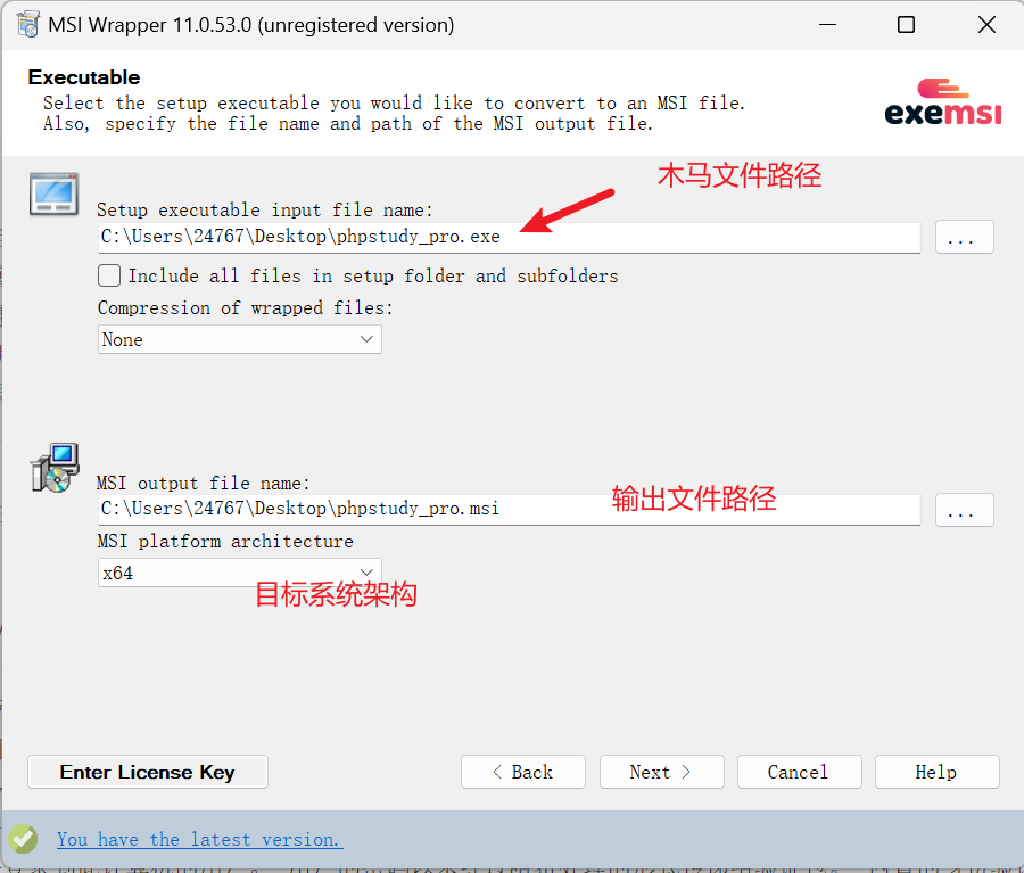 MSI Wrapper 11.0.53.0 (unregistered version)
Executable
Select the setup executable you would like to convert to an MSI file.
Also, specify the file name and path of the MSI output file.
exemsi
木马文件路径
Setup executable input file name:
C:\Users\24767\Desktop\phpstudy_pro.exe
...
Include all files in setup folder and subfolders
Compression of wrapped files:
None
MSI output file name:
输出文件路径
C:\Users\24767\Desktop\phpstudy_pro.msi
...
MSI platform architecture
x64
目标系统架构
Enter License Key
< Back
Next >
Cancel
Help
You have the latest version.